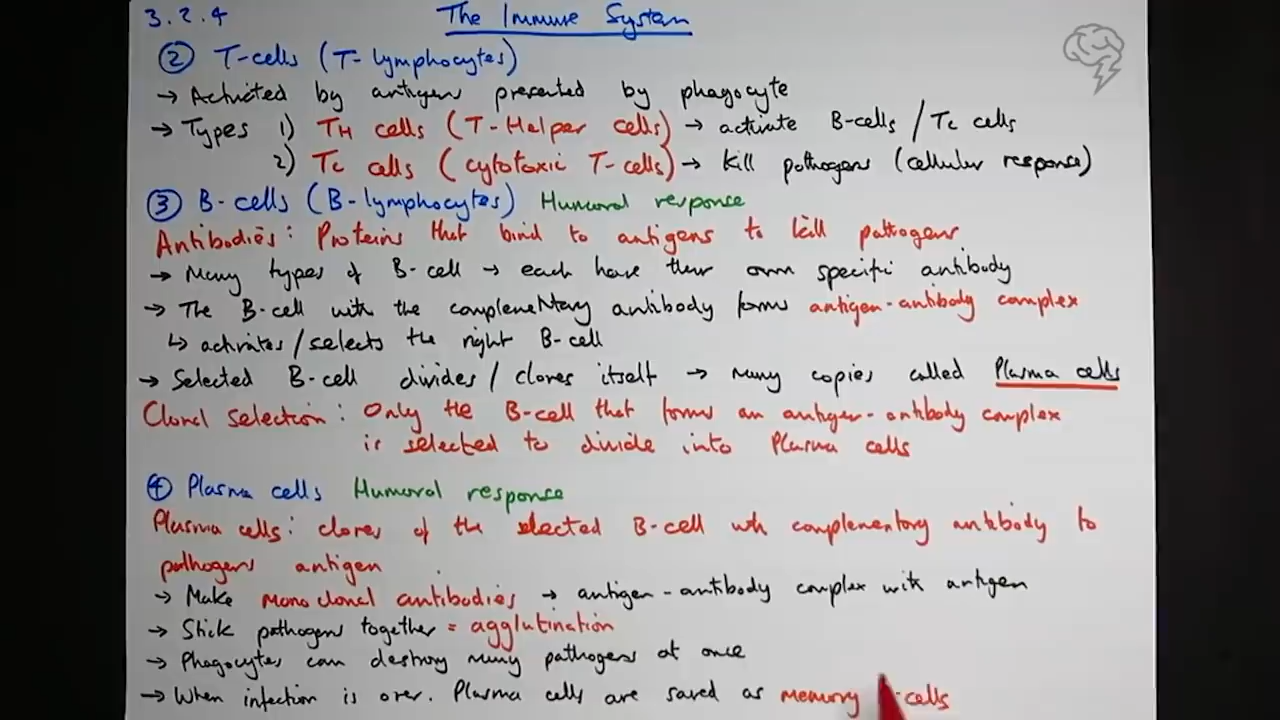 3.2.4 The Immune System
② T-cells (T-lymphocytes)
→ Activated by antigens presented by phagocyte
→ Types 1) TH cells (T-Helper cells) → activate B-cells / Tc cells
2) Tc cells (cytotoxic T-cells) → kill pathogens (cellular response)
③ B-cells (B-lymphocytes) Humoral response
Antibodies: Proteins that bind to antigens to kill pathogens
→ Many types of B-cell → each have their own specific antibody
→ The B-cell with the complementary antibody forms antigen-antibody complex
↳ activates/selects the right B-cell
→ Selected B-cell divides/clones itself → many copies called Plasma cells
Clonal selection: Only the B-cell that forms an antigen-antibody complex
is selected to divide into Plasma cells
④ Plasma cells Humoral response
Plasma cells: clones of the selected B-cell with complementary antibody to
pathogens antigen
→ Make monoclonal antibodies → antigen-antibody complex with antigen
→ Stick pathogens together = agglutination
→ Phagocytes can destroy many pathogens at once
→ When infection is over. Plasma cells are saved as memory -cells